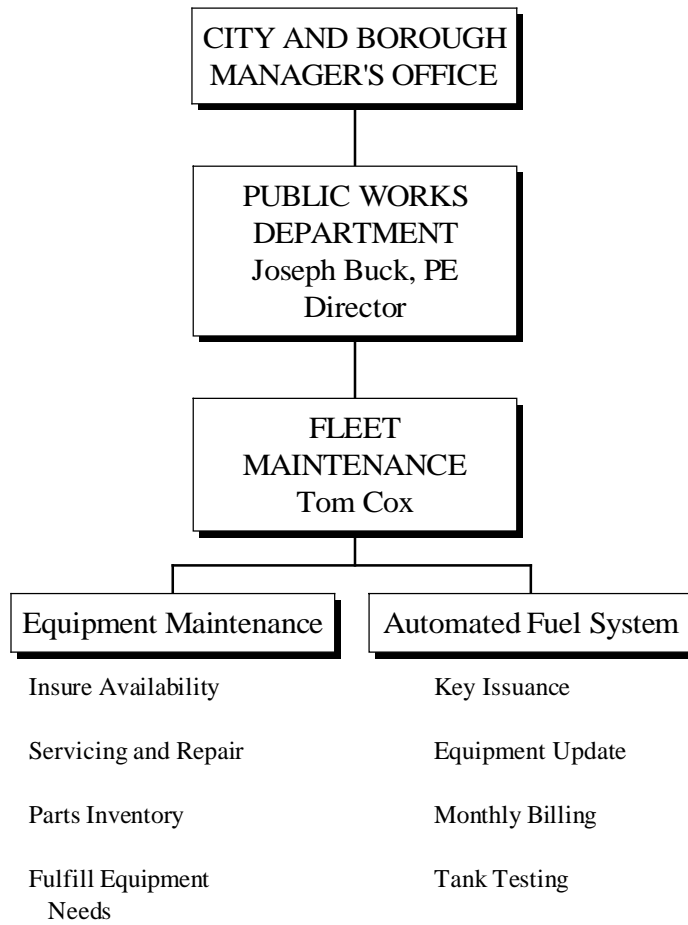 CITY AND BOROUGH
MANAGER'S OFFICE
PUBLIC WORKS
DEPARTMENT
Joseph Buck, PE
Director
FLEET
MAINTENANCE
Tom Cox
Equipment Maintenance
Insure Availability
Servicing and Repair
Parts Inventory
Fulfill Equipment
Needs
Automated Fuel System
Key Issuance
Equipment Update
Monthly Billing
Tank Testing